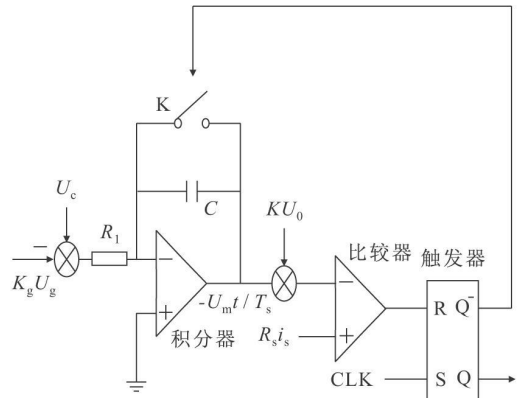 K
U_c
R_1
C
KU_0
−
K_gU_g
−
+
-U_m t / T_s
积分器
比较器
触发器
−
+
R_s i_s
R Q^-
CLK
S Q